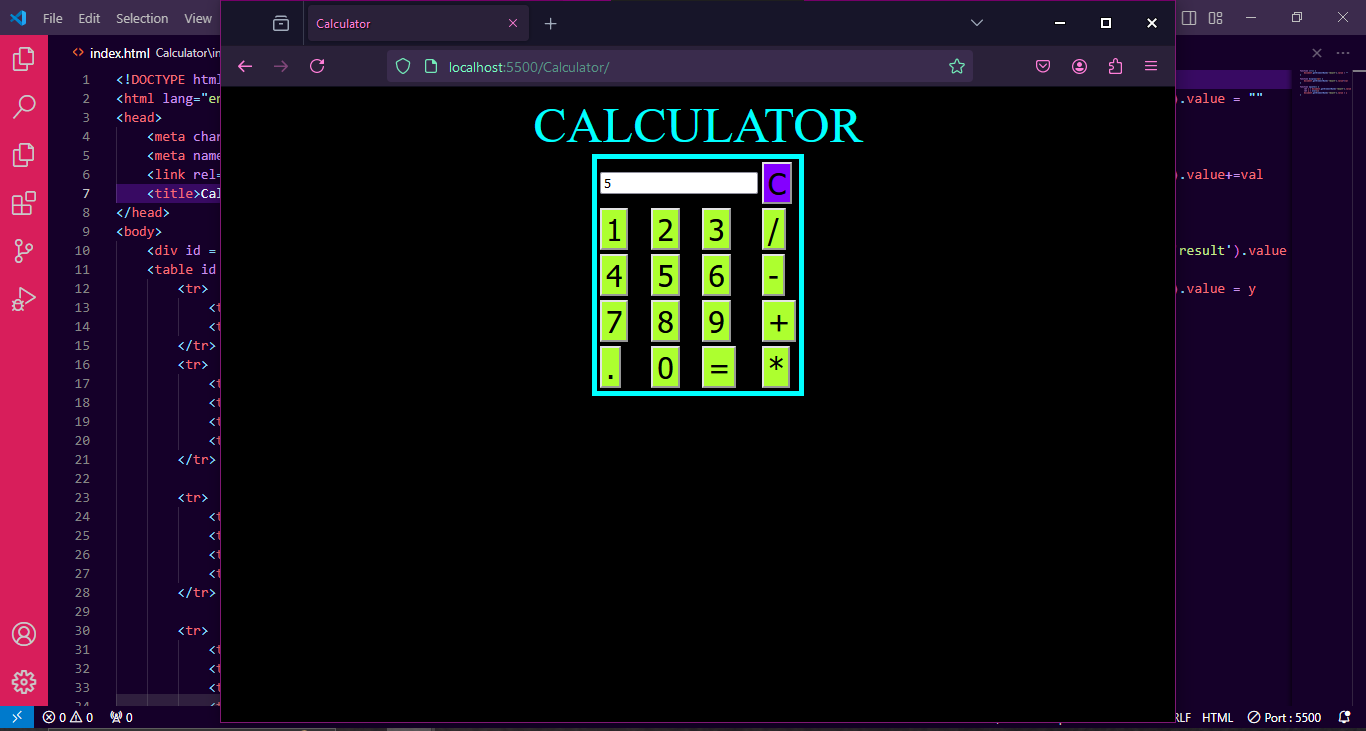 File Edit Selection View
Calculator
localhost:5500/Calculator/
index.html Calculator\in
CALCULATOR
5 C
1 2 3 /
4 5 6 -
7 8 9 +
. 0 = *
1 <!DOCTYPE html
2 <html lang="en
3 <head>
4 <meta char
5 <meta name
6 <link rel=
7 <title>Cal
8 </head>
9 <body>
10 <div id =
11 <table id
12 <tr>
13 <t
14 <t
15 </tr>
16 <tr>
17 <t
18 <t
19 <t
20 <t
21 </tr>
22
23 <tr>
24 <t
25 <t
26 <t
27 <t
28 </tr>
29
30 <tr>
31 <t
32 <t
33 <t
).value = ""
).value+=val
result').value
).value = y
0 0 0
RLF HTML Port : 5500